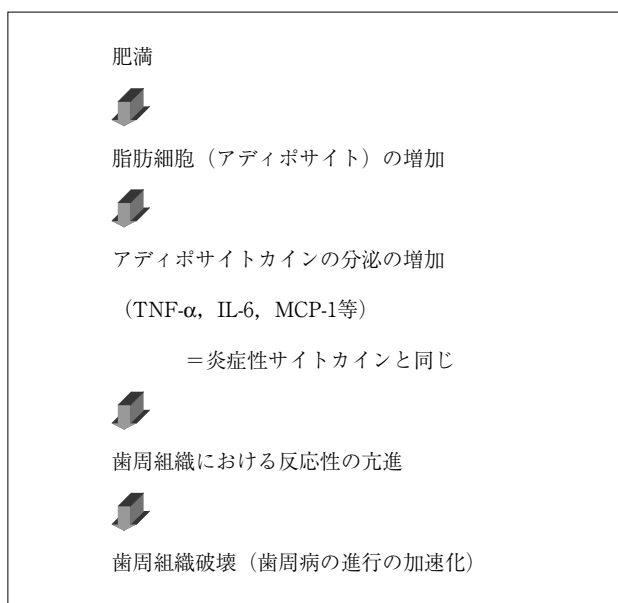 肥満
脂肪細胞（アディポサイト）の増加
アディポサイトカインの分泌の増加
（TNF-α，IL-6，MCP-1等）
＝炎症性サイトカインと同じ
歯周組織における反応性の亢進
歯周組織破壊（歯周病の進行の加速化）